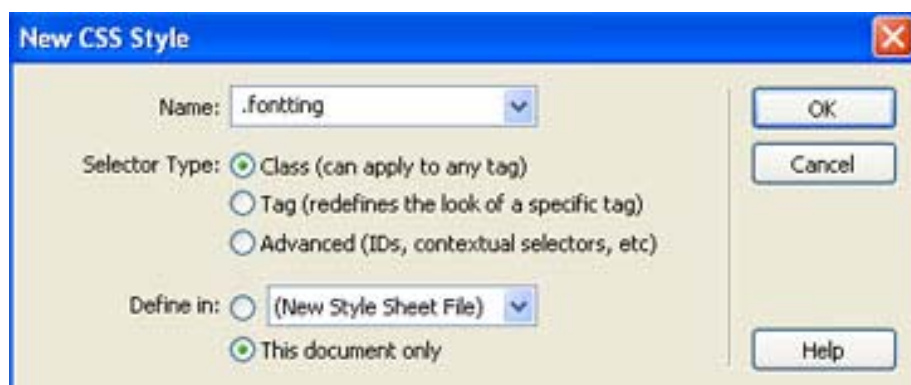 New CSS Style
Name: .fontting
OK
Selector Type: Class (can apply to any tag)
Cancel
Tag (redefines the look of a specific tag)
Advanced (IDs, contextual selectors, etc)
Define in: (New Style Sheet File)
This document only
Help